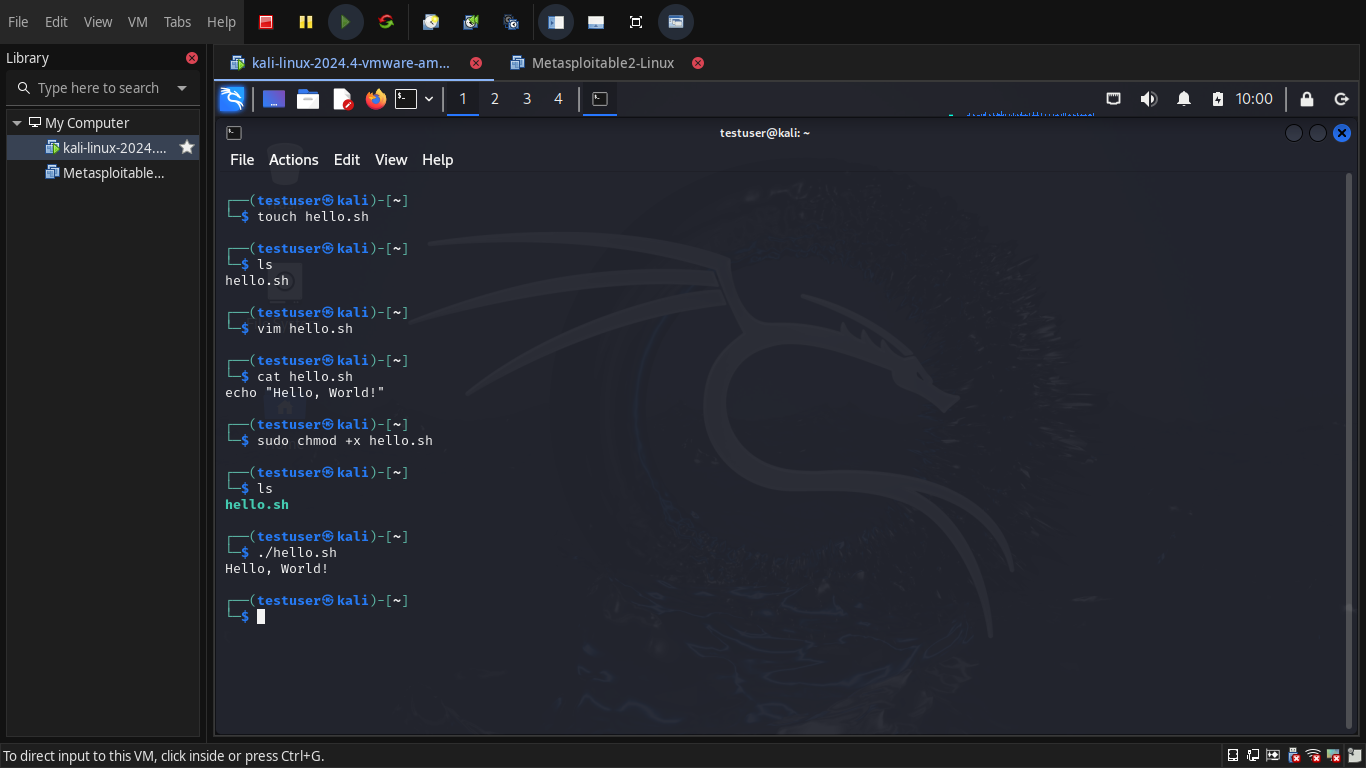 File Edit View VM Tabs Help
Library
Type here to search
My Computer
kali-linux-2024....
Metasploitable...
kali-linux-2024.4-vmware-am...
Metasploitable2-Linux
1 2 3 4
10:00
testuser@kali: ~
File Actions Edit View Help
┌──(testuser㉿kali)-[~]
└─$ touch hello.sh
┌──(testuser㉿kali)-[~]
└─$ ls
hello.sh
┌──(testuser㉿kali)-[~]
└─$ vim hello.sh
┌──(testuser㉿kali)-[~]
└─$ cat hello.sh
echo "Hello, World!"
┌──(testuser㉿kali)-[~]
└─$ sudo chmod +x hello.sh
┌──(testuser㉿kali)-[~]
└─$ ls
hello.sh
┌──(testuser㉿kali)-[~]
└─$ ./hello.sh
Hello, World!
┌──(testuser㉿kali)-[~]
└─$
To direct input to this VM, click inside or press Ctrl+G.